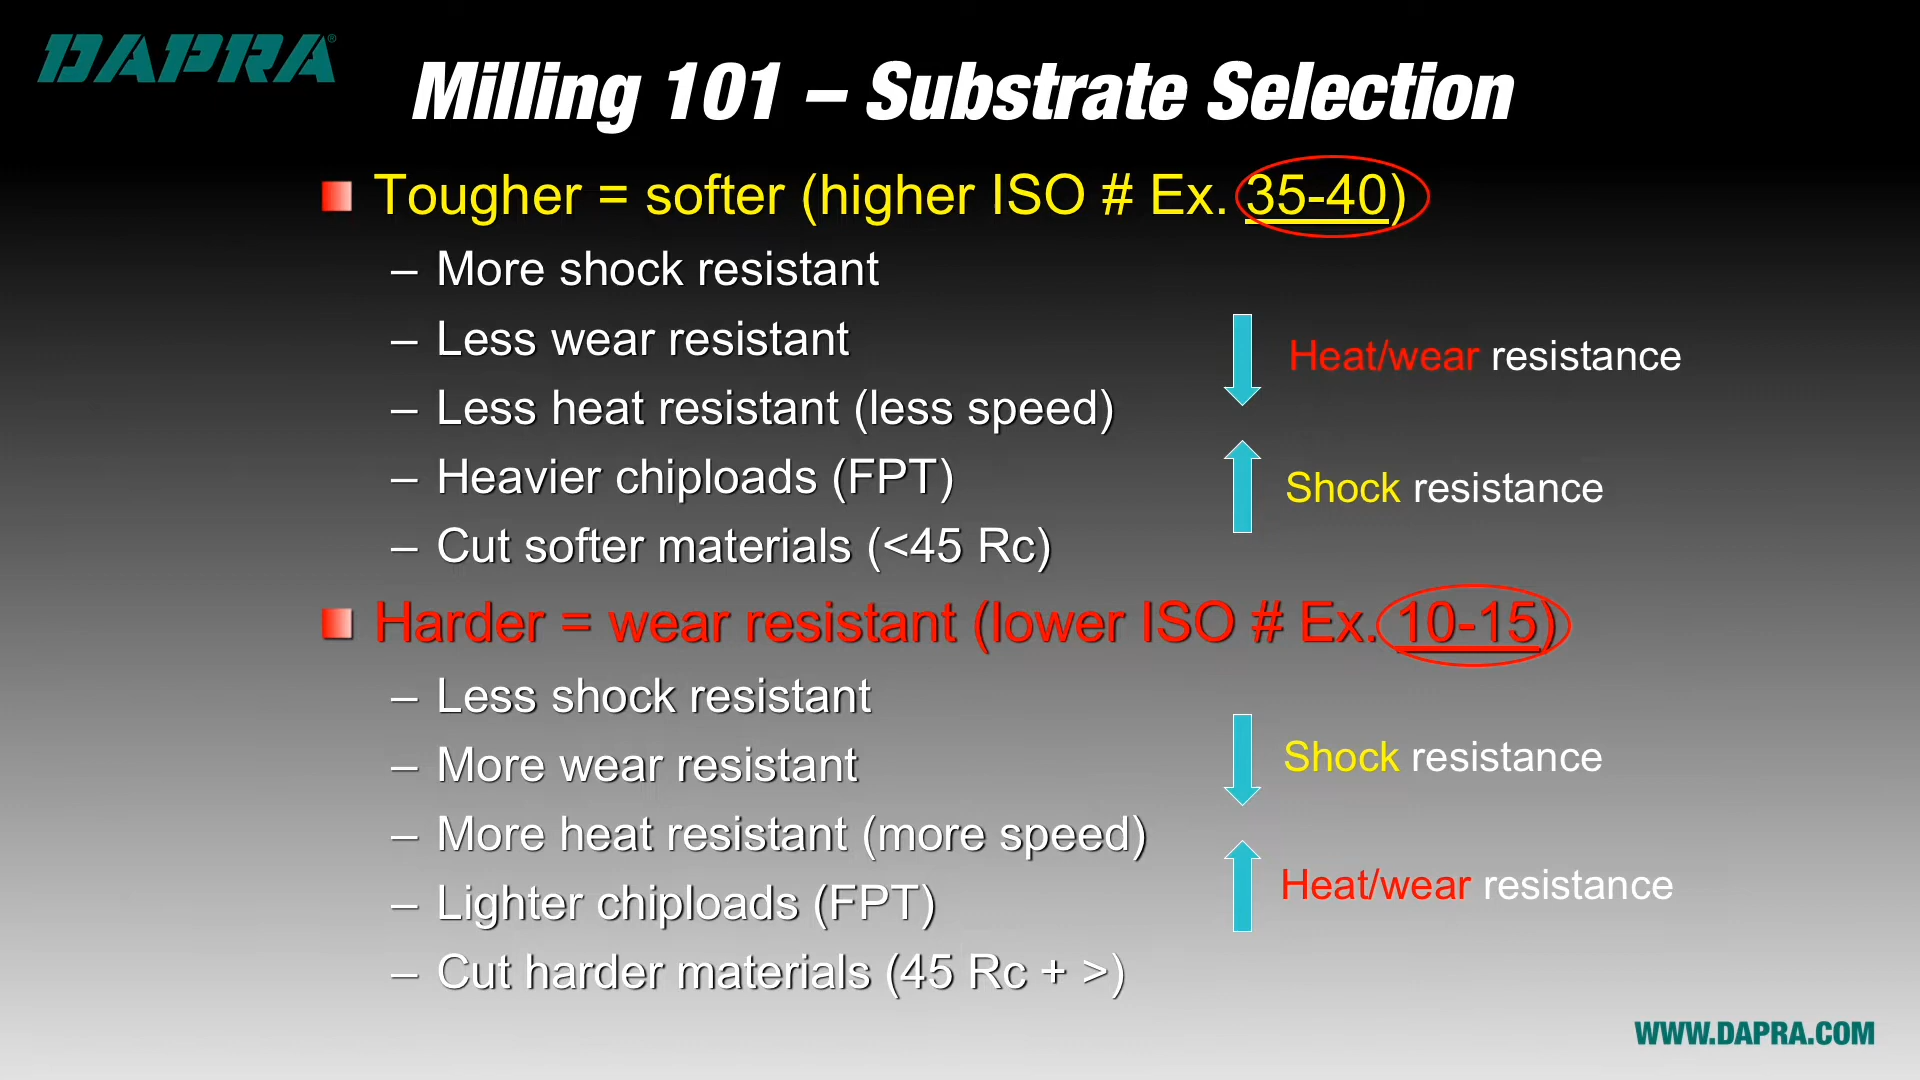 DAPRA®
Milling 101 – Substrate Selection
Tougher = softer (higher ISO # Ex. 35-40)
– More shock resistant
– Less wear resistant
Heat/wear resistance
– Less heat resistant (less speed)
– Heavier chiploads (FPT)
Shock resistance
– Cut softer materials (<45 Rc)
Harder = wear resistant (lower ISO # Ex. 10-15)
– Less shock resistant
– More wear resistant
Shock resistance
– More heat resistant (more speed)
– Lighter chiploads (FPT)
Heat/wear resistance
– Cut harder materials (45 Rc + >)
WWW.DAPRA.COM